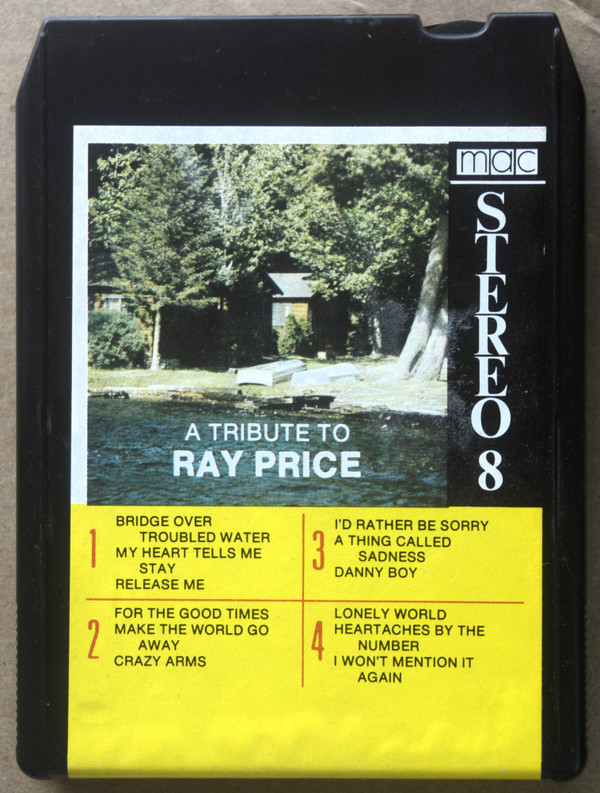 mac
STEREO 8
A TRIBUTE TO
RAY PRICE
1
BRIDGE OVER
TROUBLED WATER
MY HEART TELLS ME
STAY
RELEASE ME
2
FOR THE GOOD TIMES
MAKE THE WORLD GO
AWAY
CRAZY ARMS
3
I'D RATHER BE SORRY
A THING CALLED
SADNESS
DANNY BOY
4
LONELY WORLD
HEARTACHES BY THE
NUMBER
I WON'T MENTION IT
AGAIN